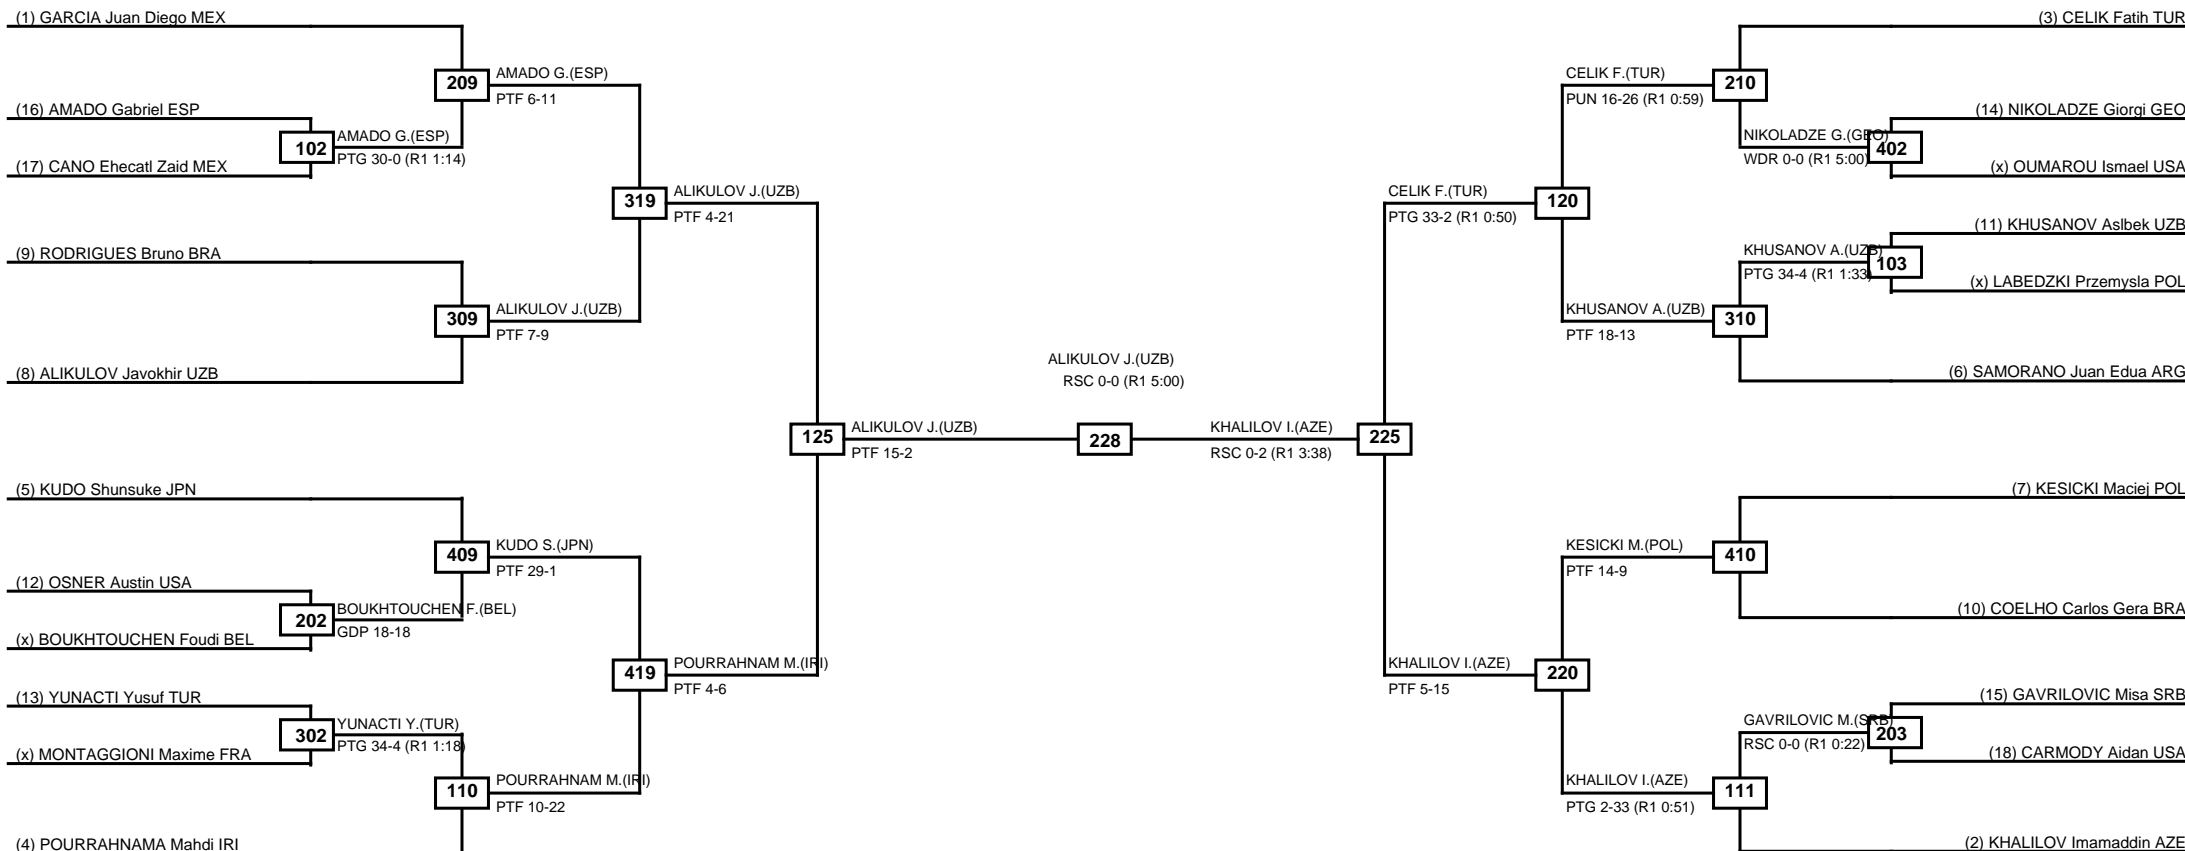 (1) GARCIA Juan Diego MEX
(3) CELIK Fatih TUR
209
AMADO G.(ESP)
PTF 6-11
CELIK F.(TUR)
PUN 16-26 (R1 0:59)
210
(16) AMADO Gabriel ESP
(14) NIKOLADZE Giorgi GEO
102
AMADO G.(ESP)
PTG 30-0 (R1 1:14)
NIKOLADZE G.(GEO)
WDR 0-0 (R1 5:00)
402
(17) CANO Ehecatl Zaid MEX
(x) OUMAROU Ismael USA
319
ALIKULOV J.(UZB)
PTF 4-21
CELIK F.(TUR)
PTG 33-2 (R1 0:50)
120
(11) KHUSANOV Aslbek UZB
(9) RODRIGUES Bruno BRA
KHUSANOV A.(UZB)
PTG 34-4 (R1 1:33)
103
(x) LABEDZKI Przemysla POL
309
ALIKULOV J.(UZB)
PTF 7-9
KHUSANOV A.(UZB)
PTF 18-13
310
ALIKULOV J.(UZB)
RSC 0-0 (R1 5:00)
(8) ALIKULOV Javokhir UZB
(6) SAMORANO Juan Edua ARG
125
ALIKULOV J.(UZB)
PTF 15-2
228
KHALILOV I.(AZE)
RSC 0-2 (R1 3:38)
225
(5) KUDO Shunsuke JPN
(7) KESICKI Maciej POL
409
KUDO S.(JPN)
PTF 29-1
KESICKI M.(POL)
PTF 14-9
410
(12) OSNER Austin USA
(10) COELHO Carlos Gera BRA
202
BOUKHTOUCHEN F.(BEL)
GDP 18-18
(x) BOUKHTOUCHEN Foudi BEL
419
POURRAHNAM M.(IRI)
PTF 4-6
KHALILOV I.(AZE)
PTF 5-15
220
(13) YUNACTI Yusuf TUR
(15) GAVRILOVIC Misa SRB
302
YUNACTI Y.(TUR)
PTG 34-4 (R1 1:18)
GAVRILOVIC M.(SRB)
RSC 0-0 (R1 0:22)
203
(x) MONTAGGIONI Maxime FRA
(18) CARMODY Aidan USA
110
POURRAHNAM M.(IRI)
PTF 10-22
KHALILOV I.(AZE)
PTG 2-33 (R1 0:51)
111
(4) POURRAHNAMA Mahdi IRI
(2) KHALILOV Imamaddin AZE